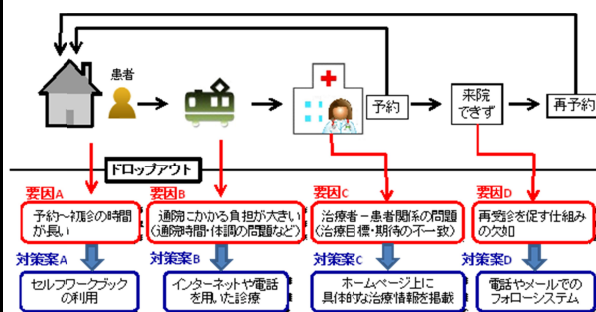 患者
予約
来院
できず
再予約
ドロップアウト
要因A
予約～初診の時間
が長い
要因B
通院にかかる負担が大きい
(通院時間・体調の問題など)
要因C
治療者－患者関係の問題
(治療目標・期待の不一致)
要因D
再受診を促す仕組み
の欠如
対策案A
セルフワークブック
の利用
対策案B
インターネットや電話
を用いた診療
対策案C
ホームページ上に
具体的な治療情報を掲載
対策案D
電話やメールでの
フォローシステム